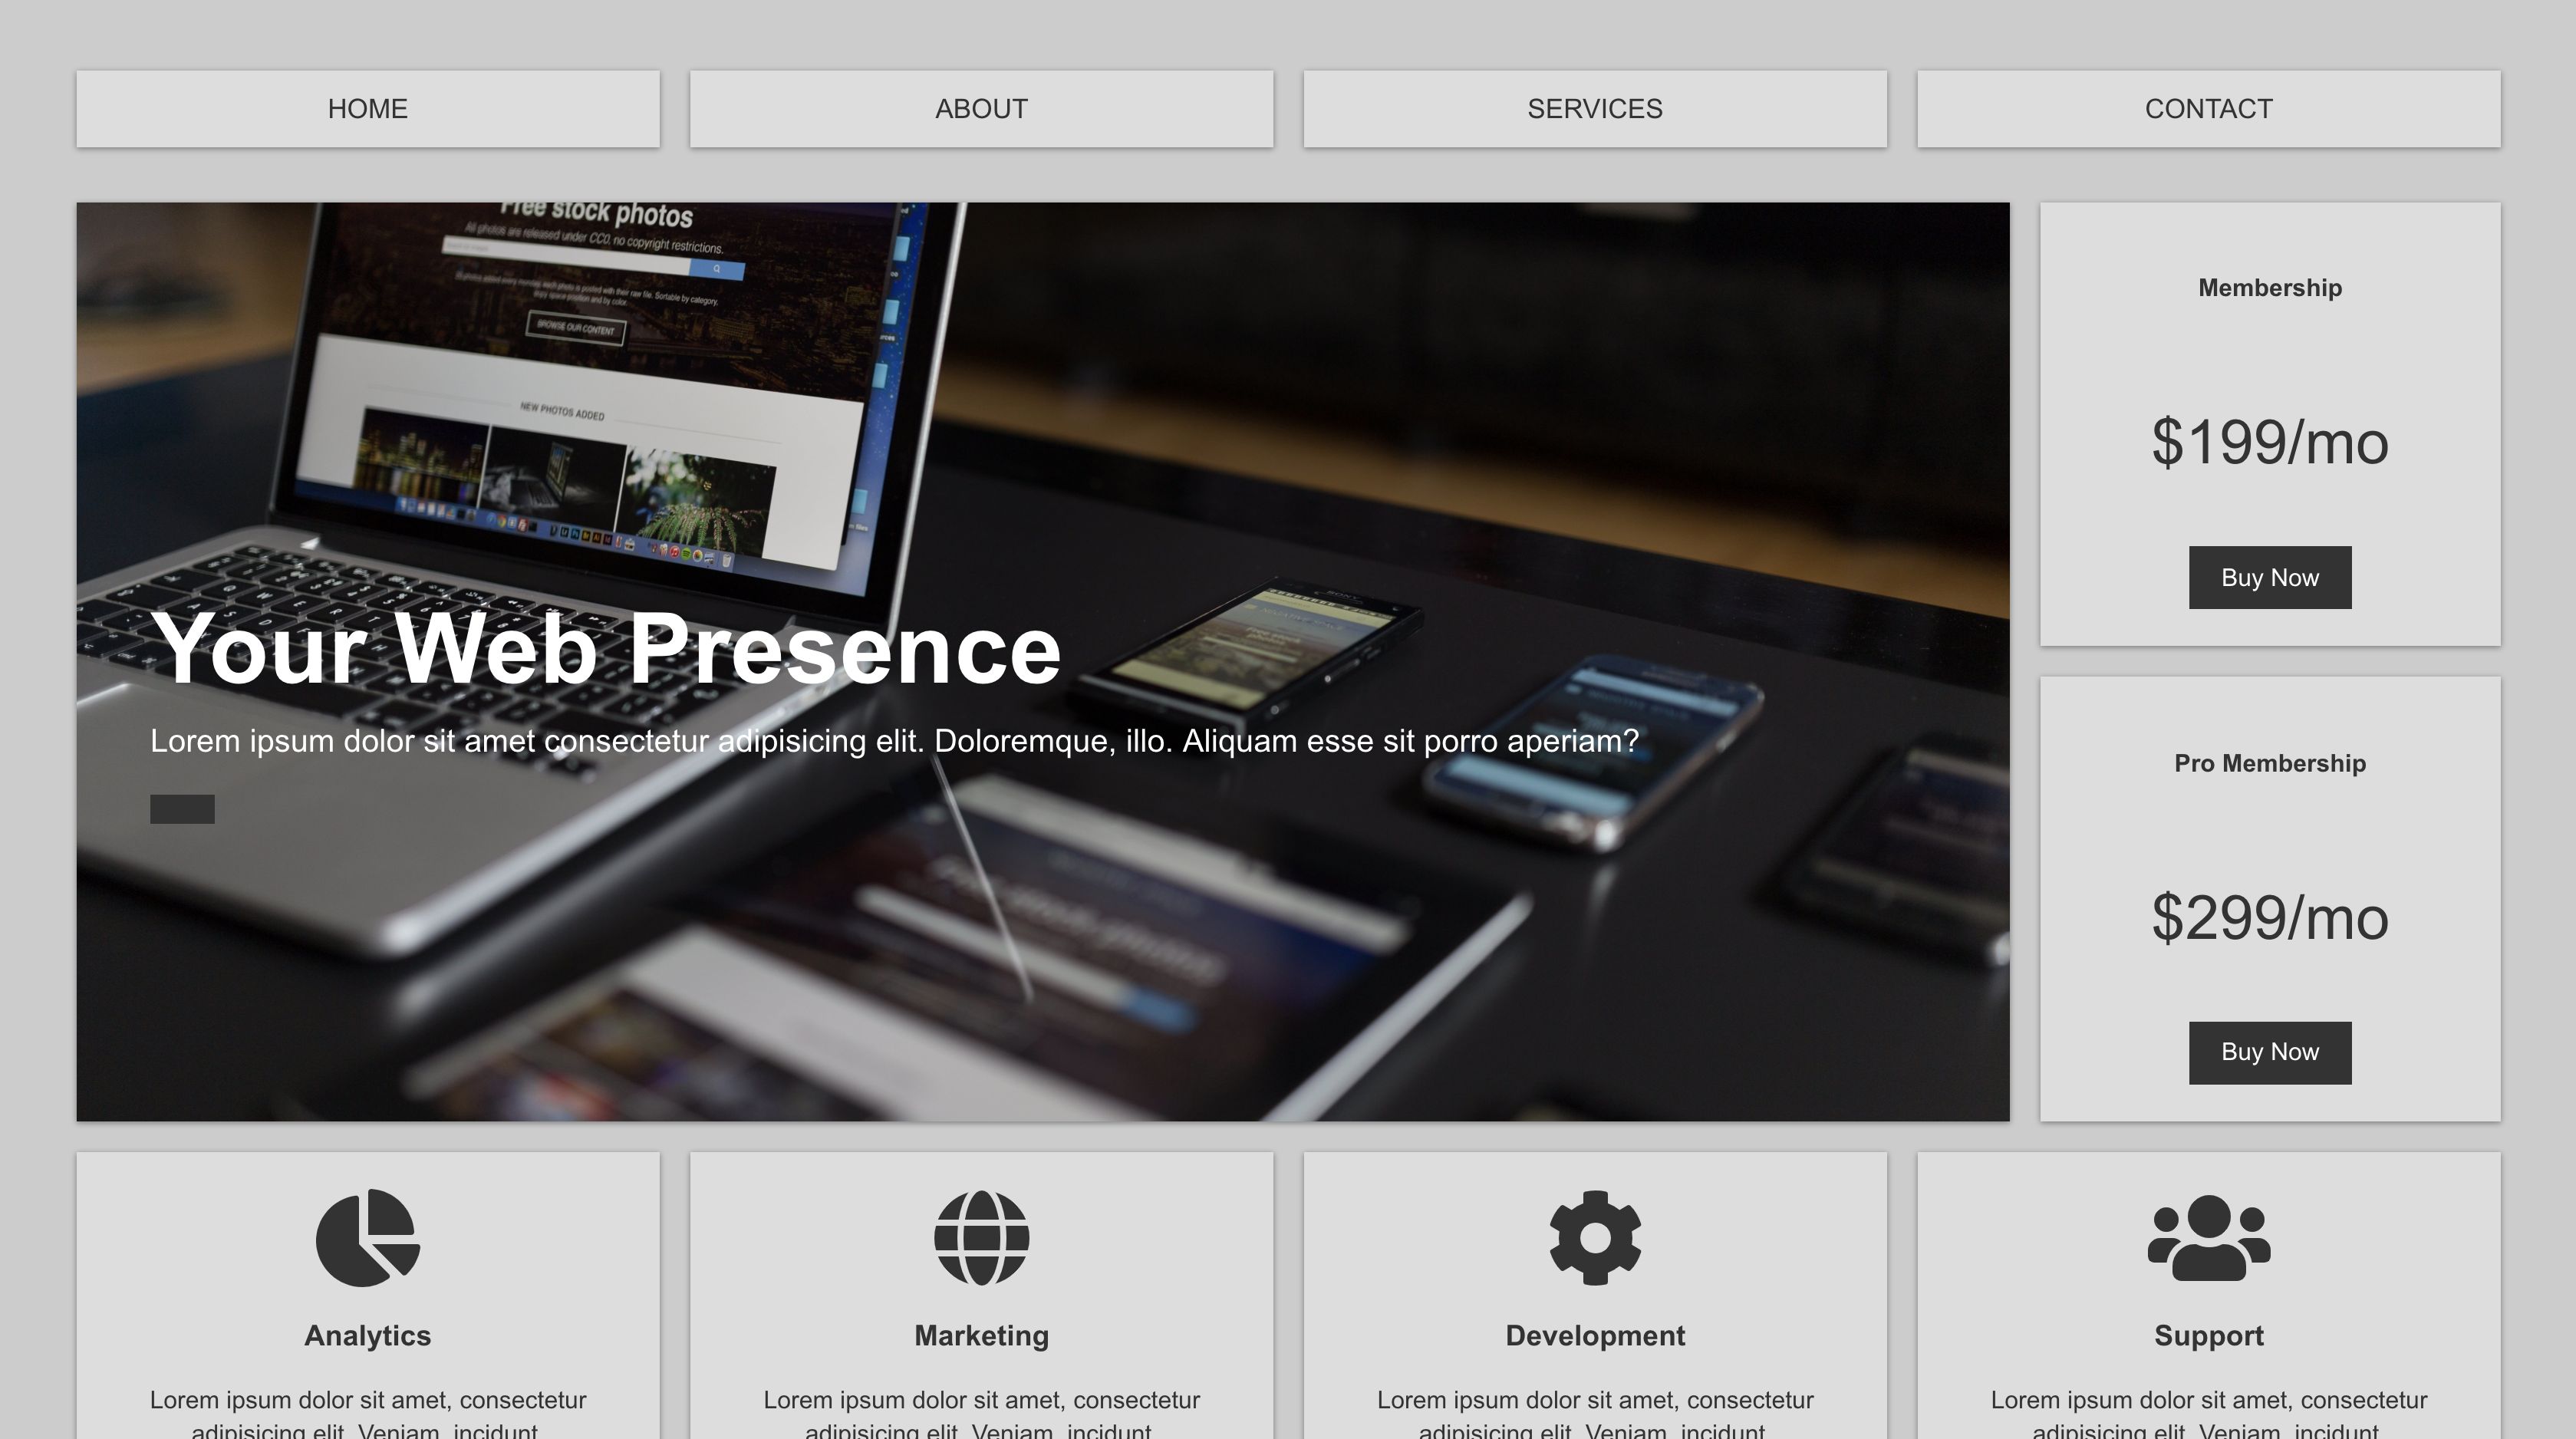 HOME
ABOUT
SERVICES
CONTACT
Free stock photos
All photos are released under CC0, no copyright restrictions.
BROWSE OUR CONTENT
NEW PHOTOS ADDED
SONY
Your Web Presence
Lorem ipsum dolor sit amet consectetur adipisicing elit. Doloremque, illo. Aliquam esse sit porro aperiam?
Membership
$199/mo
Buy Now
Pro Membership
$299/mo
Buy Now
Analytics
Lorem ipsum dolor sit amet, consectetur
adipisicing elit. Veniam, incidunt
Marketing
Lorem ipsum dolor sit amet, consectetur
adipisicing elit. Veniam, incidunt
Development
Lorem ipsum dolor sit amet, consectetur
adipisicing elit. Veniam, incidunt
Support
Lorem ipsum dolor sit amet, consectetur
adipisicing elit. Veniam, incidunt